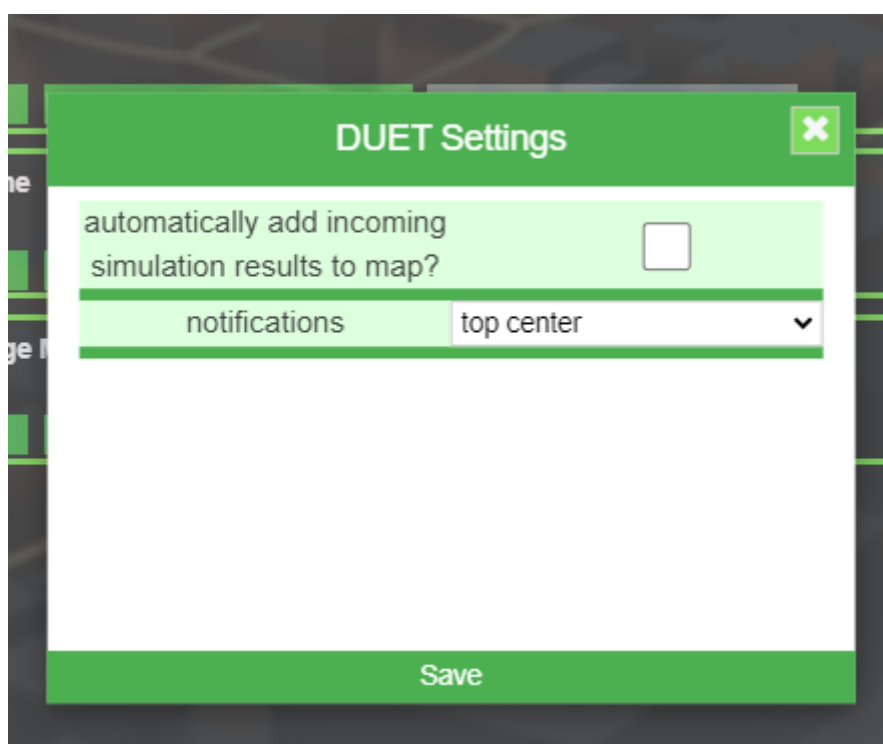 DUET Settings
automatically add incoming
simulation results to map?
notifications
top center
Save